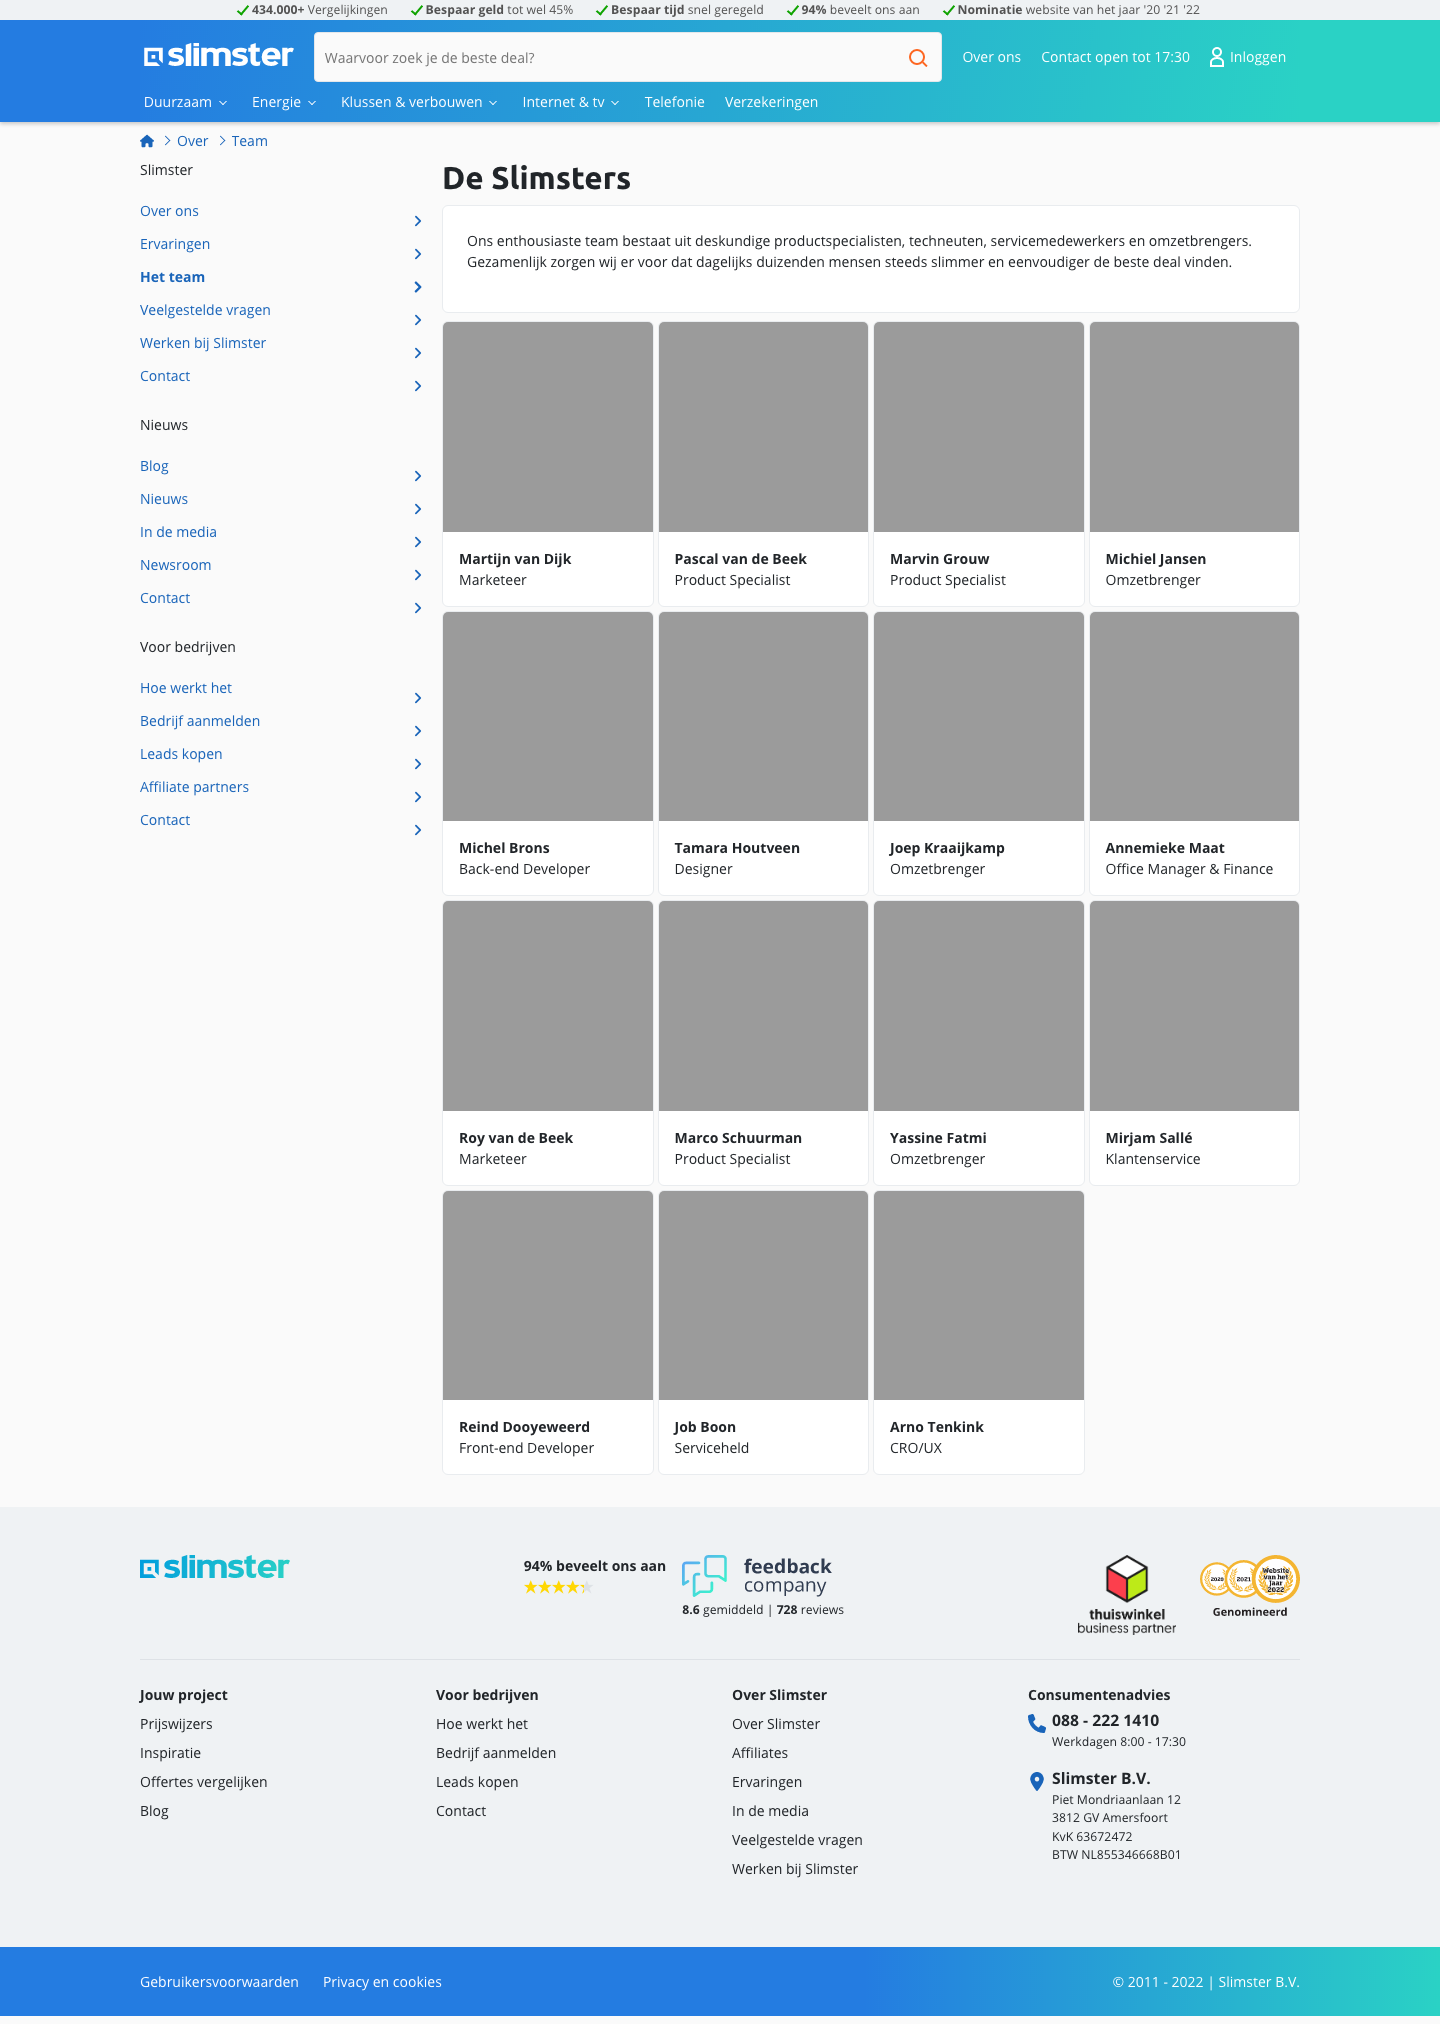 434.000+ Vergelijkingen Bespaar geld tot wel 45% Bespaar tijd snel geregeld 94% beveelt ons aan Nominatie website van het jaar '20 '21 '22
slimster
Waarvoor zoek je de beste deal?
Over ons Contact open tot 17:30 Inloggen
Duurzaam Energie Klussen & verbouwen Internet & tv Telefonie Verzekeringen
Over Team
Slimster
Over ons
Ervaringen
Het team
Veelgestelde vragen
Werken bij Slimster
Contact
Nieuws
Blog
Nieuws
In de media
Newsroom
Contact
Voor bedrijven
Hoe werkt het
Bedrijf aanmelden
Leads kopen
Affiliate partners
Contact
De Slimsters
Ons enthousiaste team bestaat uit deskundige productspecialisten, techneuten, servicemedewerkers en omzetbrengers.
Gezamenlijk zorgen wij er voor dat dagelijks duizenden mensen steeds slimmer en eenvoudiger de beste deal vinden.
Martijn van Dijk
Marketeer
Pascal van de Beek
Product Specialist
Marvin Grouw
Product Specialist
Michiel Jansen
Omzetbrenger
Michel Brons
Back-end Developer
Tamara Houtveen
Designer
Joep Kraaijkamp
Omzetbrenger
Annemieke Maat
Office Manager & Finance
Roy van de Beek
Marketeer
Marco Schuurman
Product Specialist
Yassine Fatmi
Omzetbrenger
Mirjam Sallé
Klantenservice
Reind Dooyeweerd
Front-end Developer
Job Boon
Serviceheld
Arno Tenkink
CRO/UX
slimster
94% beveelt ons aan
feedback
company
8.6 gemiddeld | 728 reviews
thuiswinkel
business partner
2020
2021
Website
van het
jaar
2022
Genomineerd
Jouw project
Prijswijzers
Inspiratie
Offertes vergelijken
Blog
Voor bedrijven
Hoe werkt het
Bedrijf aanmelden
Leads kopen
Contact
Over Slimster
Over Slimster
Affiliates
Ervaringen
In de media
Veelgestelde vragen
Werken bij Slimster
Consumentenadvies
088 - 222 1410
Werkdagen 8:00 - 17:30
Slimster B.V.
Piet Mondriaanlaan 12
3812 GV Amersfoort
KvK 63672472
BTW NL855346668B01
Gebruikersvoorwaarden Privacy en cookies
© 2011 - 2022 | Slimster B.V.